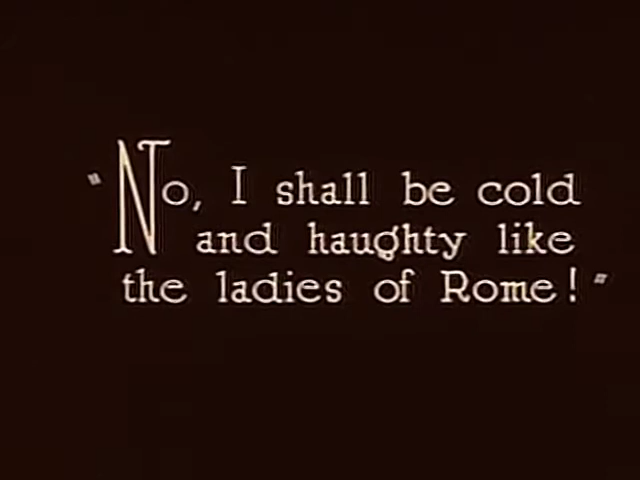 "No, I shall be cold
and haughty like
the ladies of Rome!"